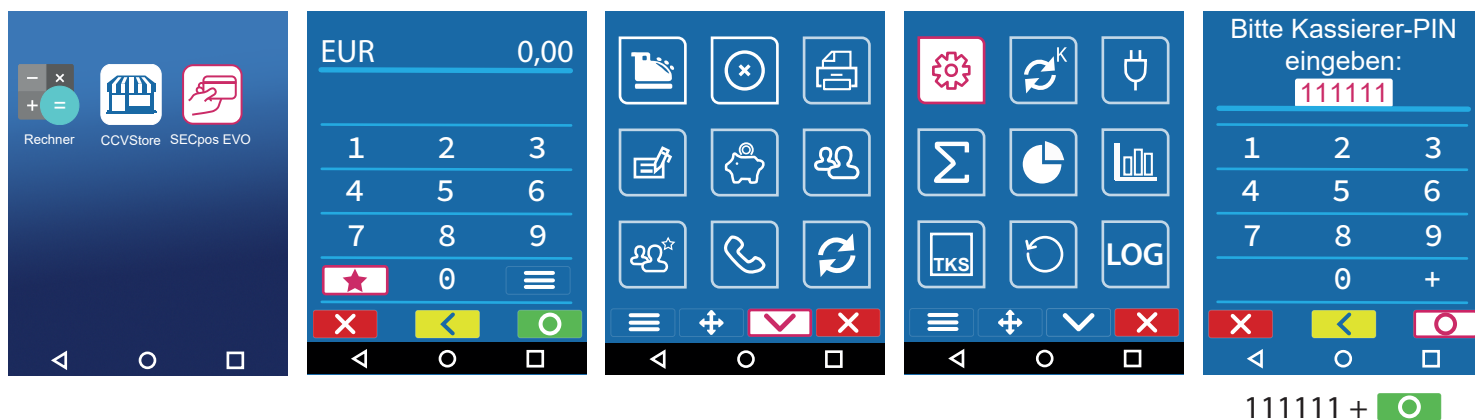 Rechner
CCVStore
SECpos EVO
EUR 0,00
1 2 3
4 5 6
7 8 9
0
K
Σ
TKS
LOG
Bitte Kassierer-PIN
eingeben:
111111
1 2 3
4 5 6
7 8 9
0 +
111111 +